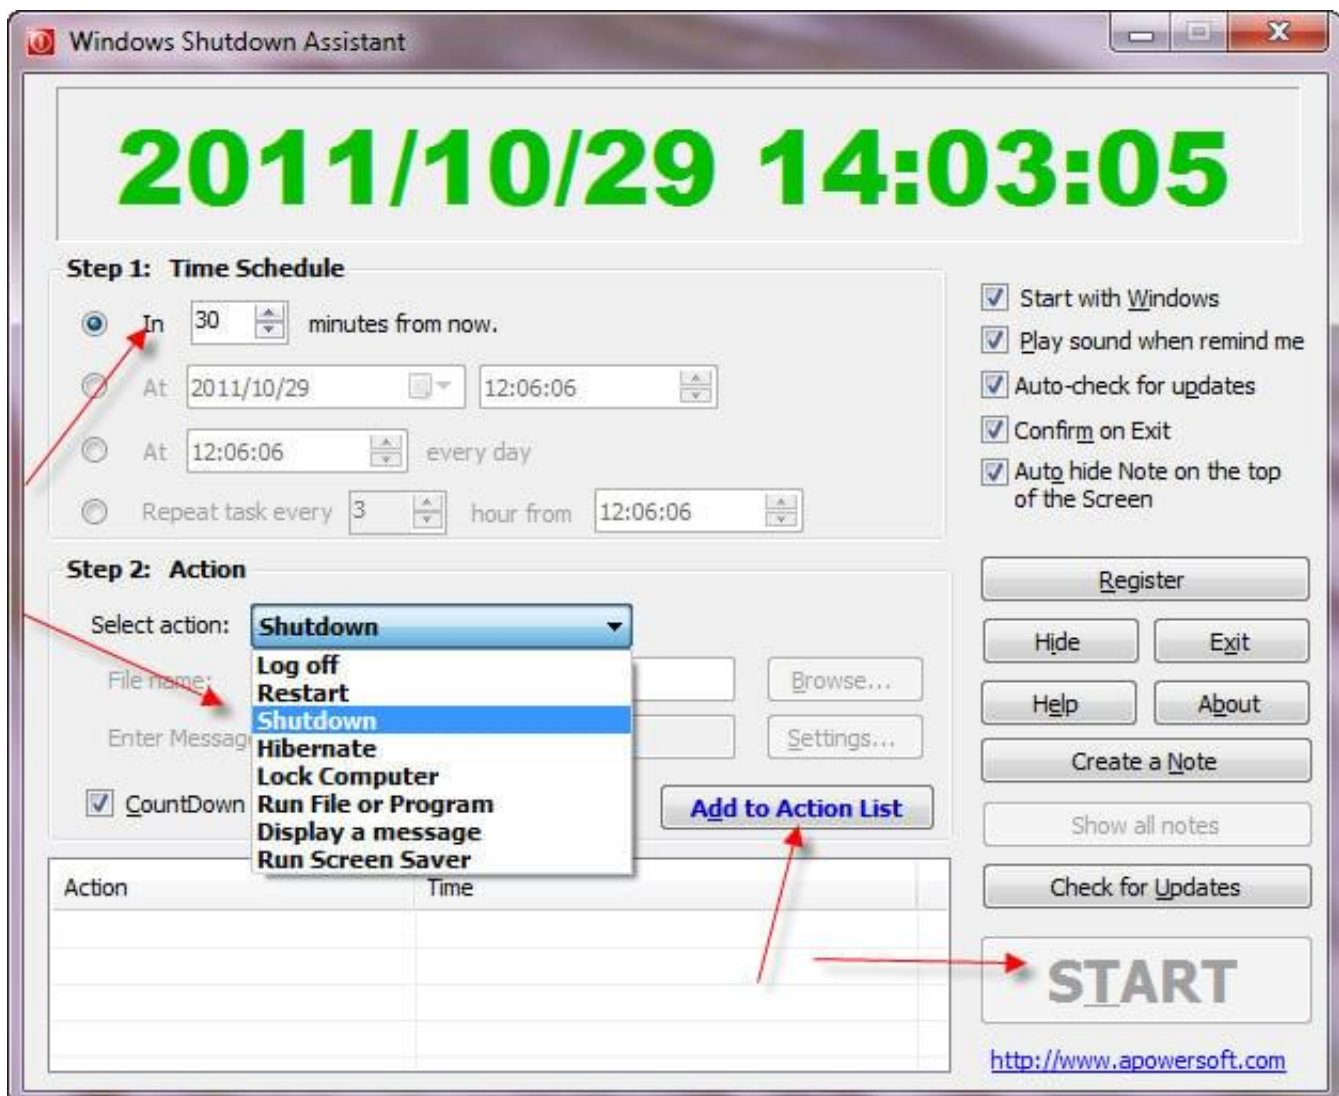 Windows Shutdown Assistant
2011/10/29 14:03:05
Step 1: Time Schedule
In 30 minutes from now.
At 2011/10/29 12:06:06
At 12:06:06 every day
Repeat task every 3 hour from 12:06:06
Start with Windows
Play sound when remind me
Auto-check for updates
Confirm on Exit
Auto hide Note on the top
of the Screen
Step 2: Action
Select action: Shutdown
Log off
File name: Restart
Shutdown
Enter Messag Hibernate
Lock Computer
CountDown Run File or Program
Display a message
Run Screen Saver
Browse...
Settings...
Add to Action List
Action Time
Register
Hide Exit
Help About
Create a Note
Show all notes
Check for Updates
START
http://www.apowersoft.com